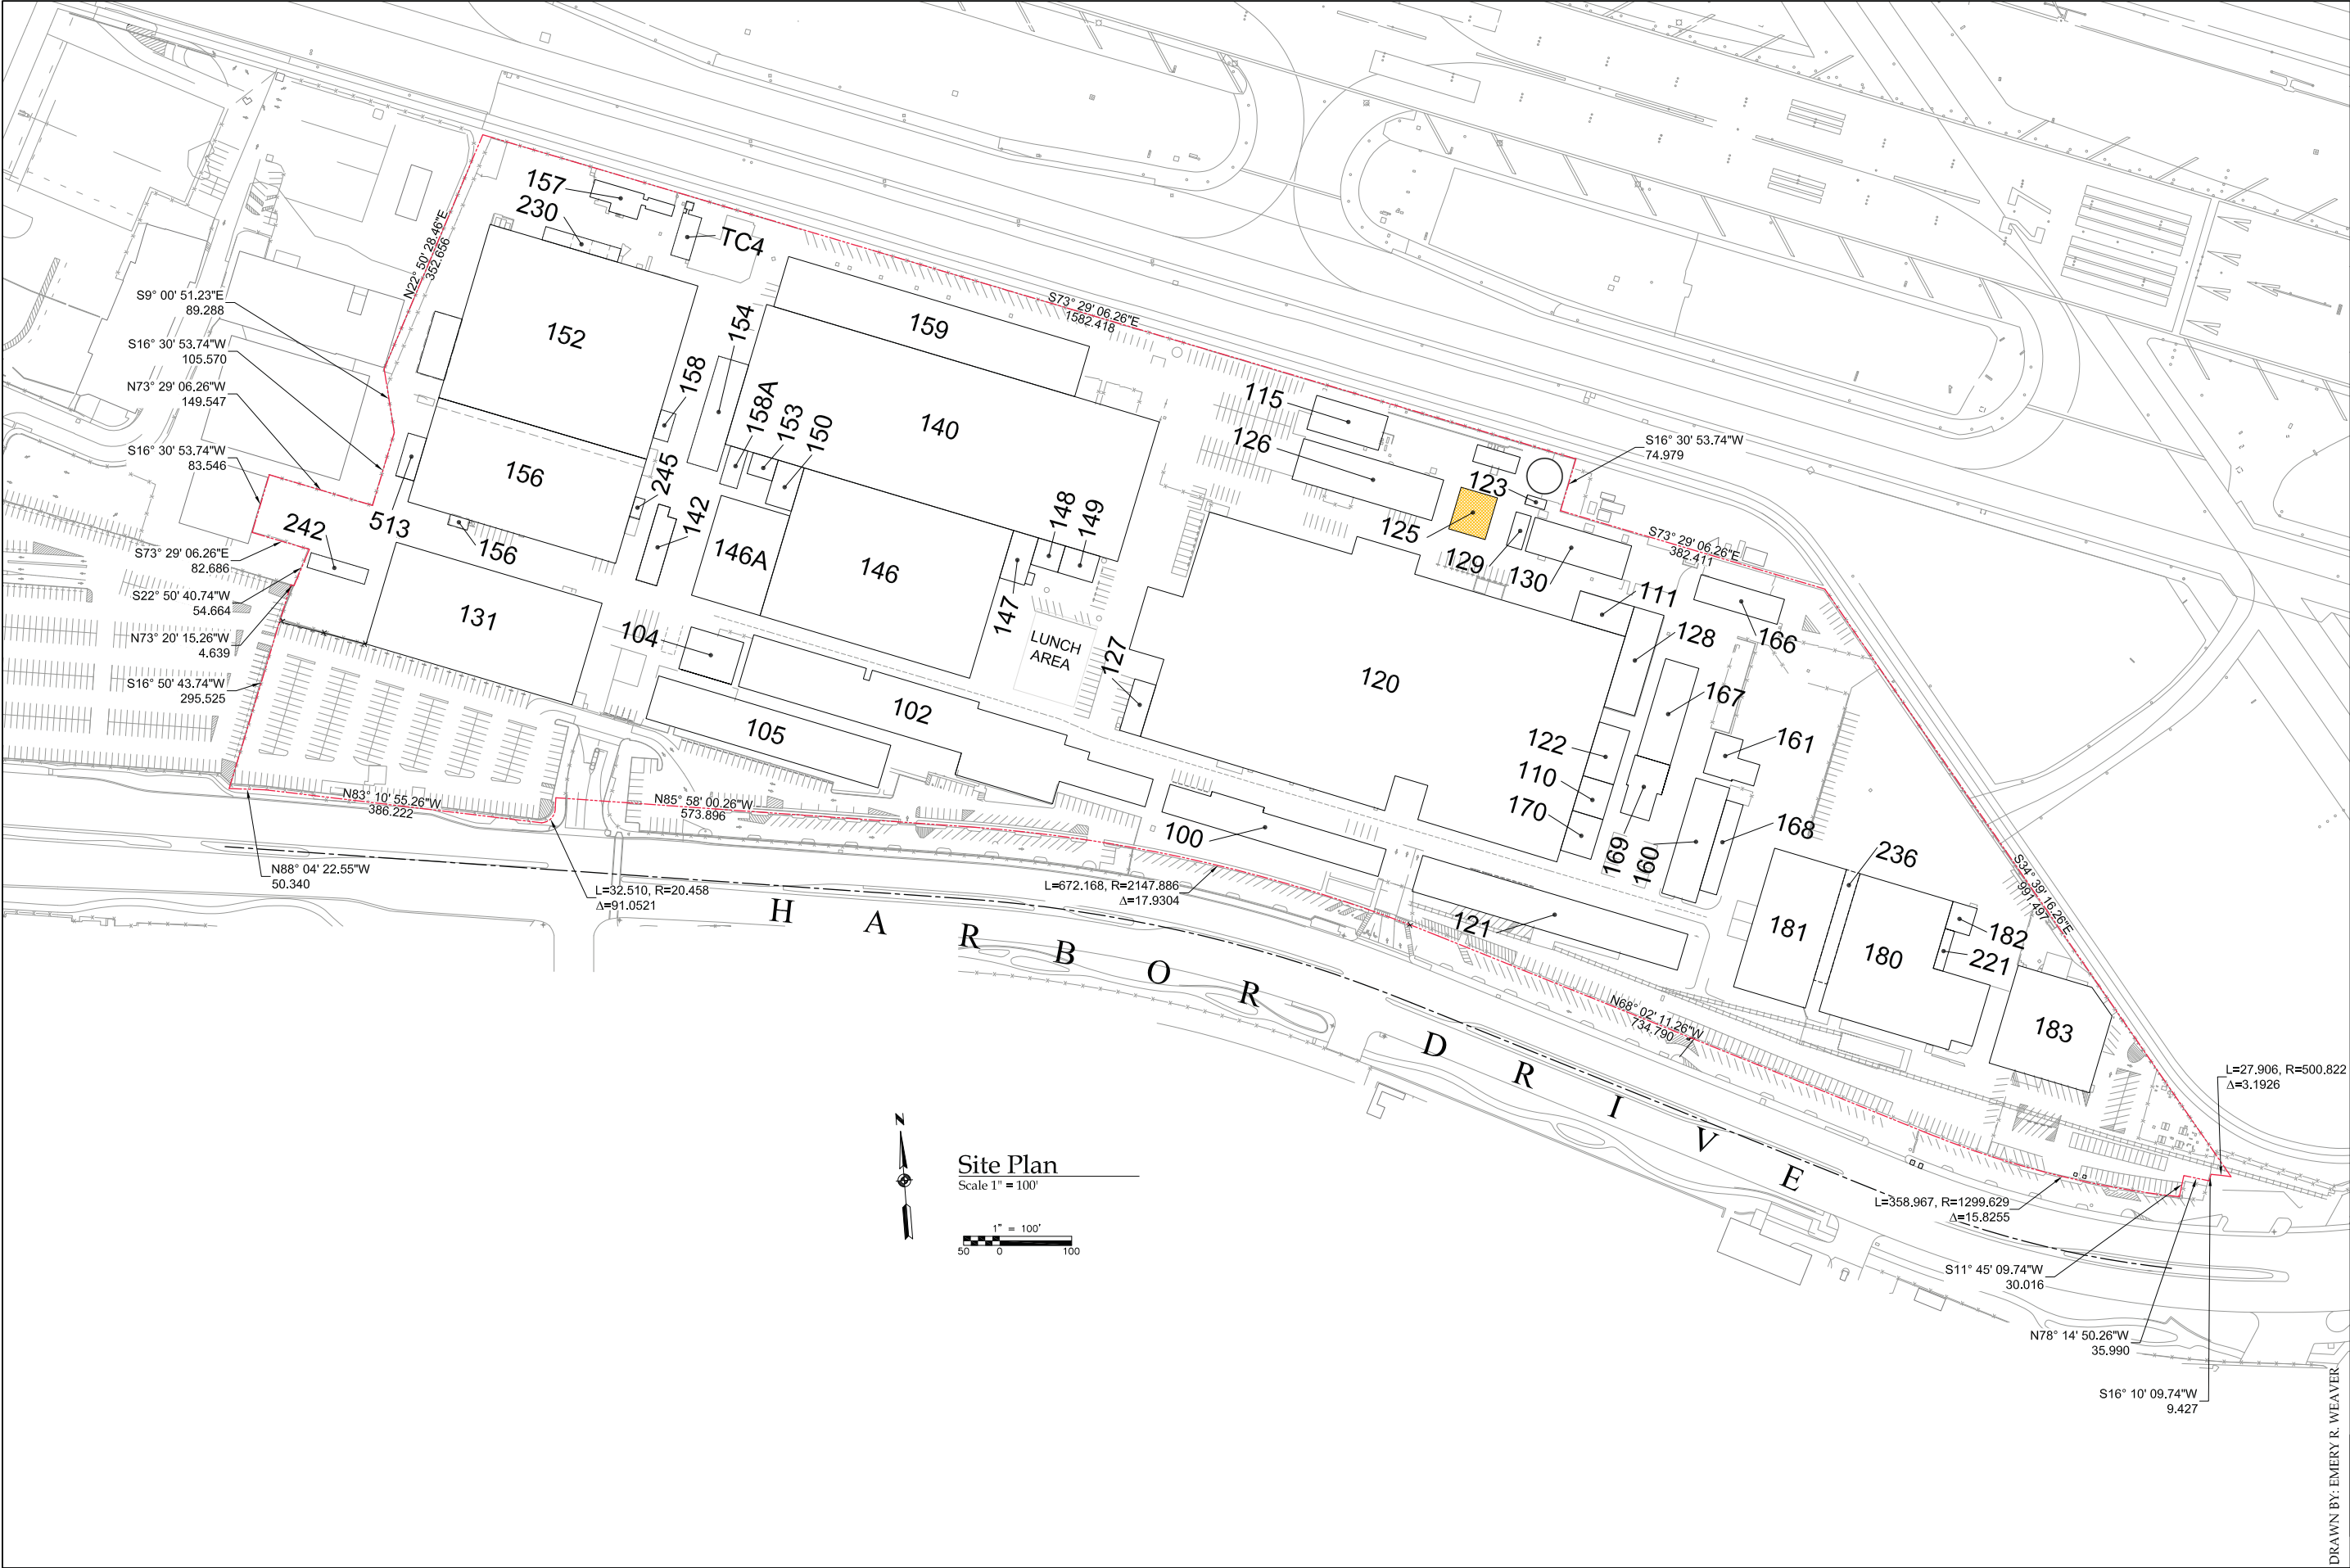 157
230
TC4
N22° 50' 28.46"E
352.656
S9° 00' 51.23"E
89.288
S16° 30' 53.74"W
105.570
N73° 29' 06.26"W
149.547
S16° 30' 53.74"W
83.546
S73° 29' 06.26"E
82.686
S22° 50' 40.74"W
54.664
N73° 20' 15.26"W
4.639
S16° 50' 43.74"W
295.525
S73° 29' 06.26"E
1582.418
152
154
158
159
158A
153
150
140
156
245
142
513
156
242
131
146A
146
147
148
149
LUNCH
AREA
104
105
102
127
115
126
S16° 30' 53.74"W
74.979
123
125
129
130
S73° 29' 06.26"E
382.411
111
128
166
120
167
122
110
170
161
169
160
168
100
121
236
181
180
182
221
183
S34° 39' 16.26"E
991.497
N83° 10' 55.26"W
386.222
N85° 58' 00.26"W
573.896
N88° 04' 22.55"W
50.340
L=32.510, R=20.458
Δ=91.0521
L=672.168, R=2147.886
Δ=17.9304
N68° 02' 11.26"W
734.790
HARBOR
DRIVE
L=27.906, R=500.822
Δ=3.1926
L=358.967, R=1299.629
Δ=15.8255
S11° 45' 09.74"W
30.016
N78° 14' 50.26"W
35.990
S16° 10' 09.74"W
9.427
N
Site Plan
Scale 1" = 100'
1" = 100'
50 0 100
DRAWN BY: EMERY R. WEAVER